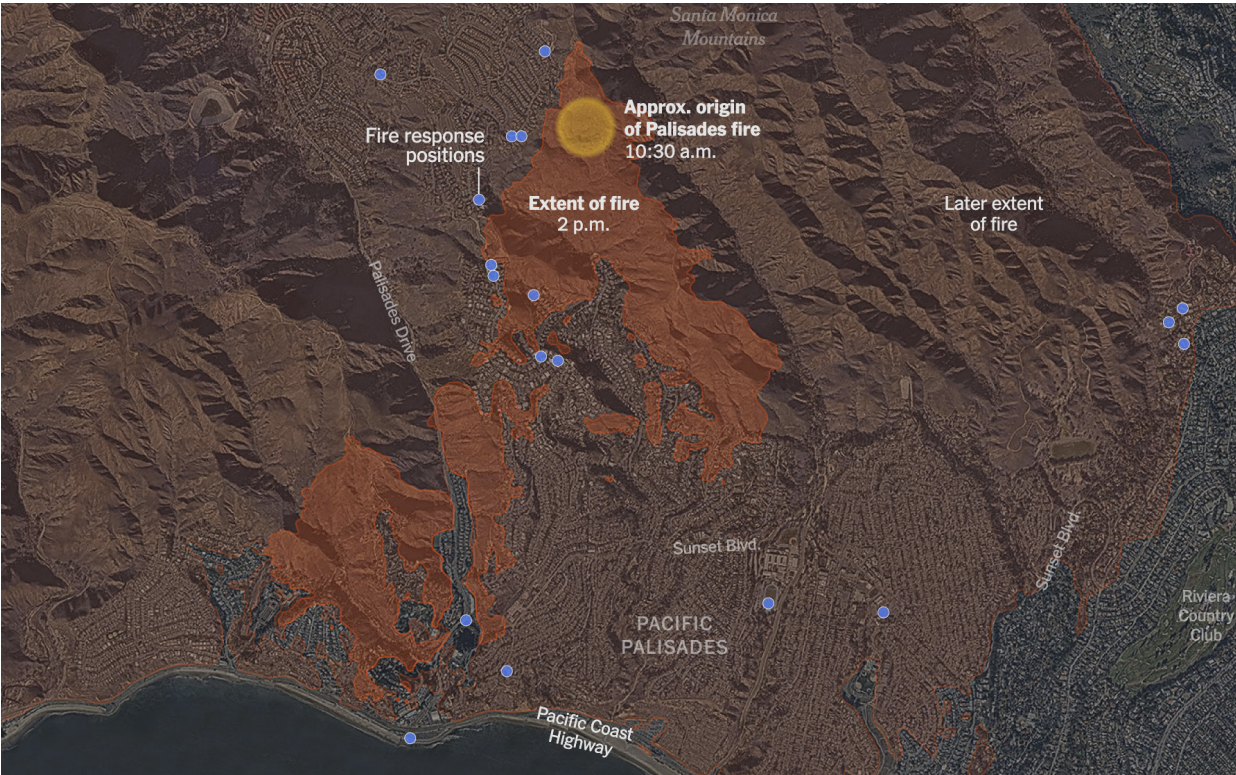 Santa Monica
Mountains
Approx. origin
of Palisades fire
10:30 a.m.
Fire response
positions
Extent of fire
2 p.m.
Later extent
of fire
Palisades Drive
Sunset Blvd.
Sunset Blvd.
Riviera
Country
Club
PACIFIC
PALISADES
Pacific Coast
Highway